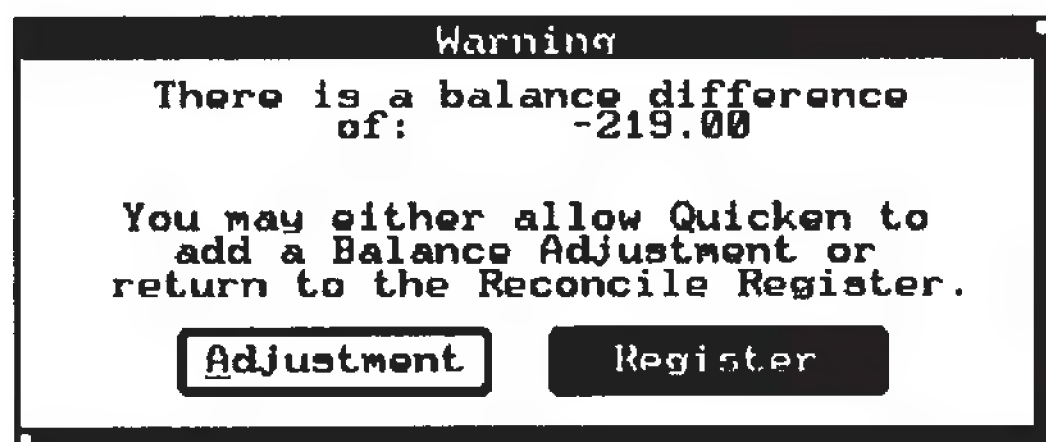 Warning
There is a balance difference
of: -219.00
You may either allow Quicken to
add a Balance Adjustment or
return to the Reconcile Register.
Adjustment Register